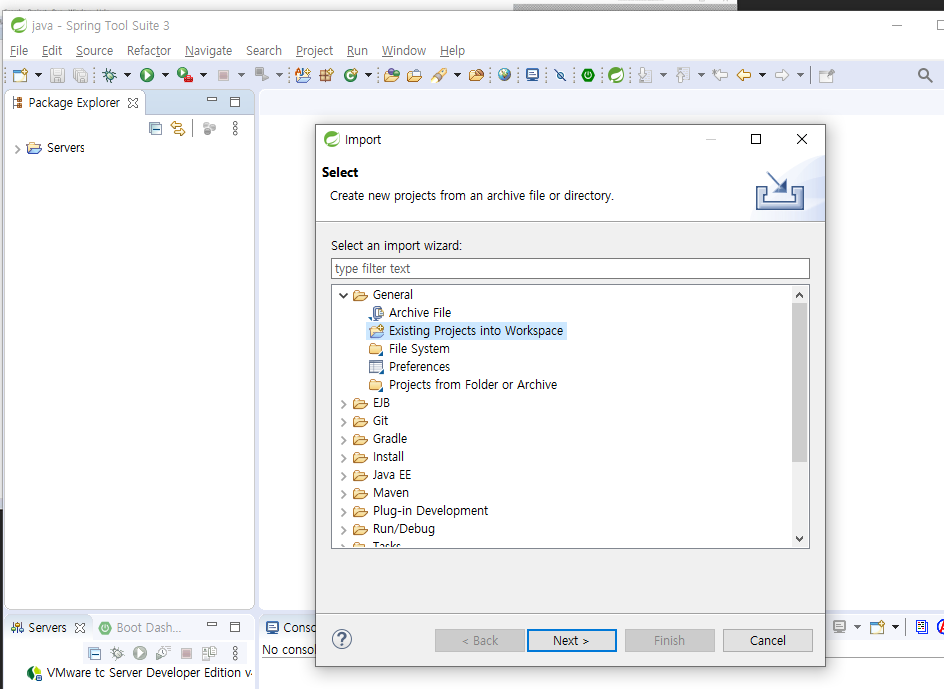 java - Spring Tool Suite 3
File Edit Source Refactor Navigate Search Project Run Window Help
Package Explorer
Servers
Import
Select
Create new projects from an archive file or directory.
Select an import wizard:
type filter text
General
Archive File
Existing Projects into Workspace
File System
Preferences
Projects from Folder or Archive
EJB
Git
Gradle
Install
Java EE
Maven
Plug-in Development
Run/Debug
Tasks
< Back Next > Finish Cancel
Servers Boot Dash...
VMware tc Server Developer Edition v
Conso
No consol